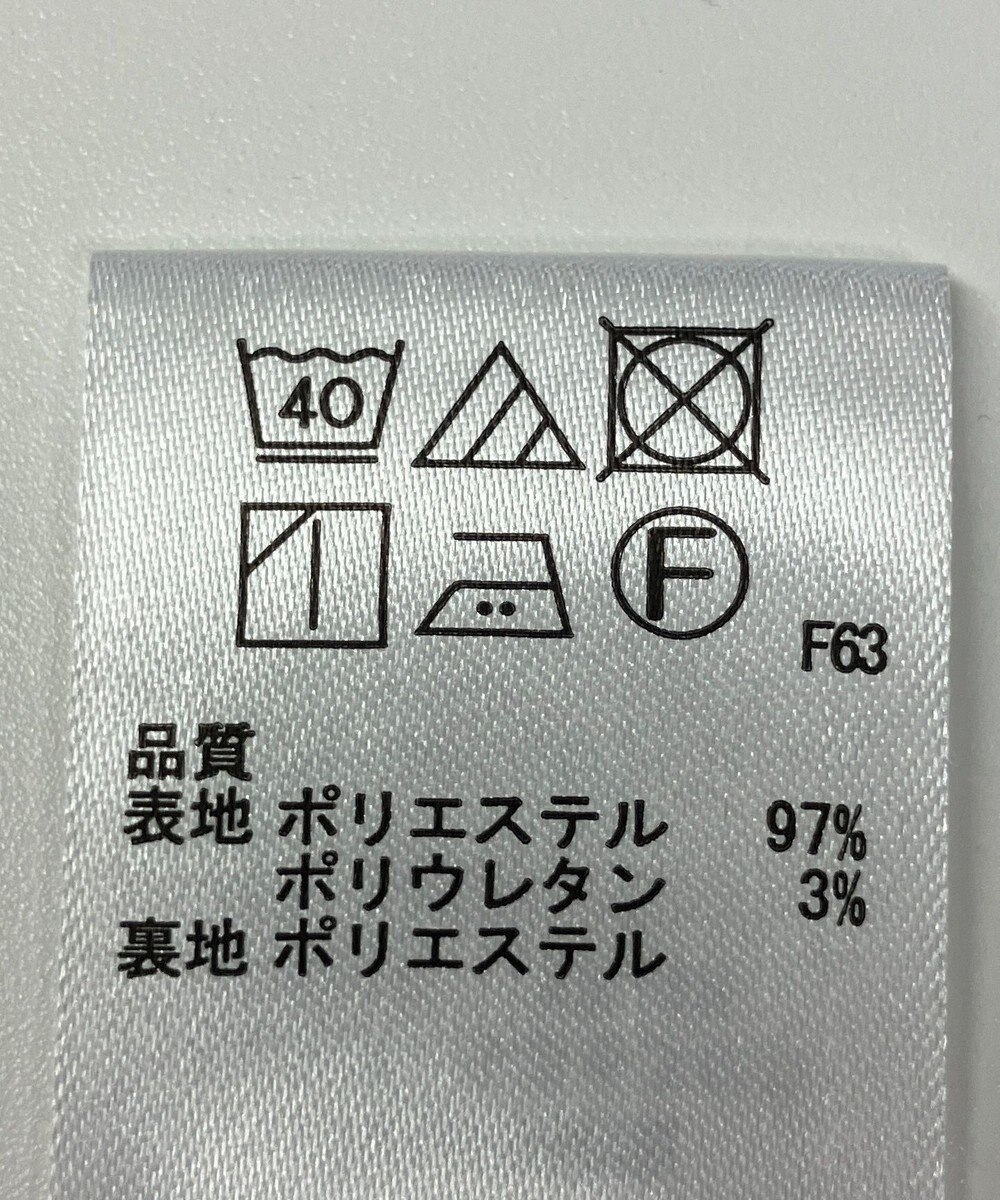 40
F
F63
品質
表地 ポリエステル 97%
ポリウレタン 3%
裏地 ポリエステル